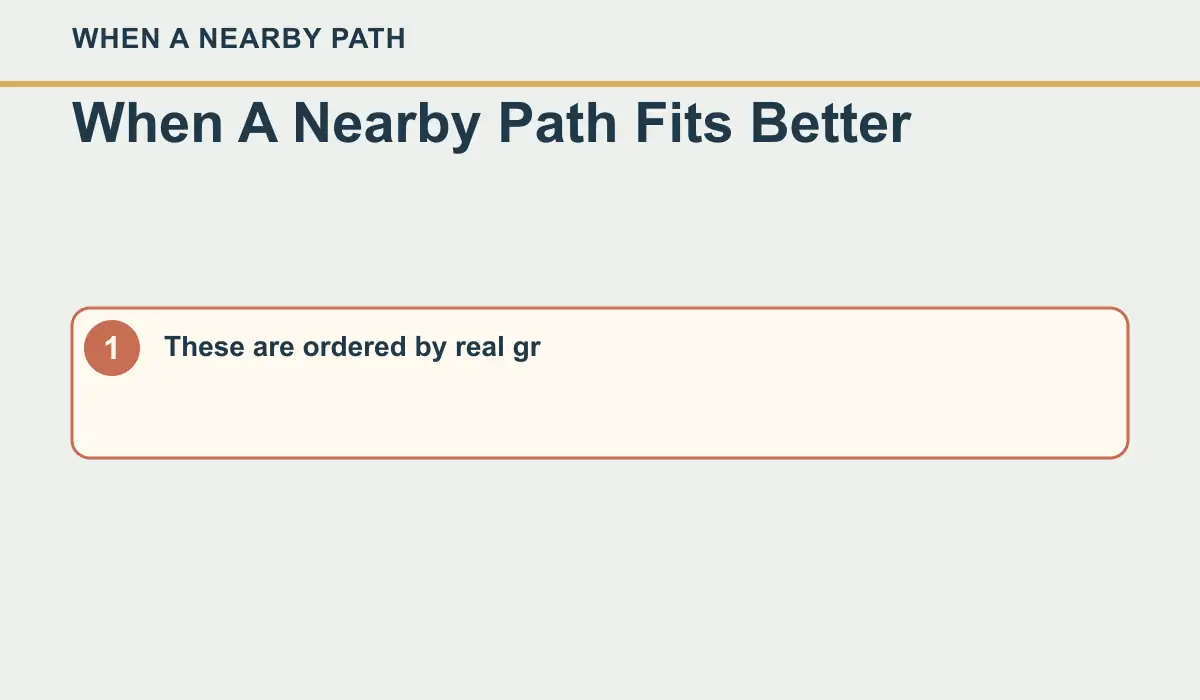 WHEN A NEARBY PATH
When A Nearby Path Fits Better
1
These are ordered by real gr